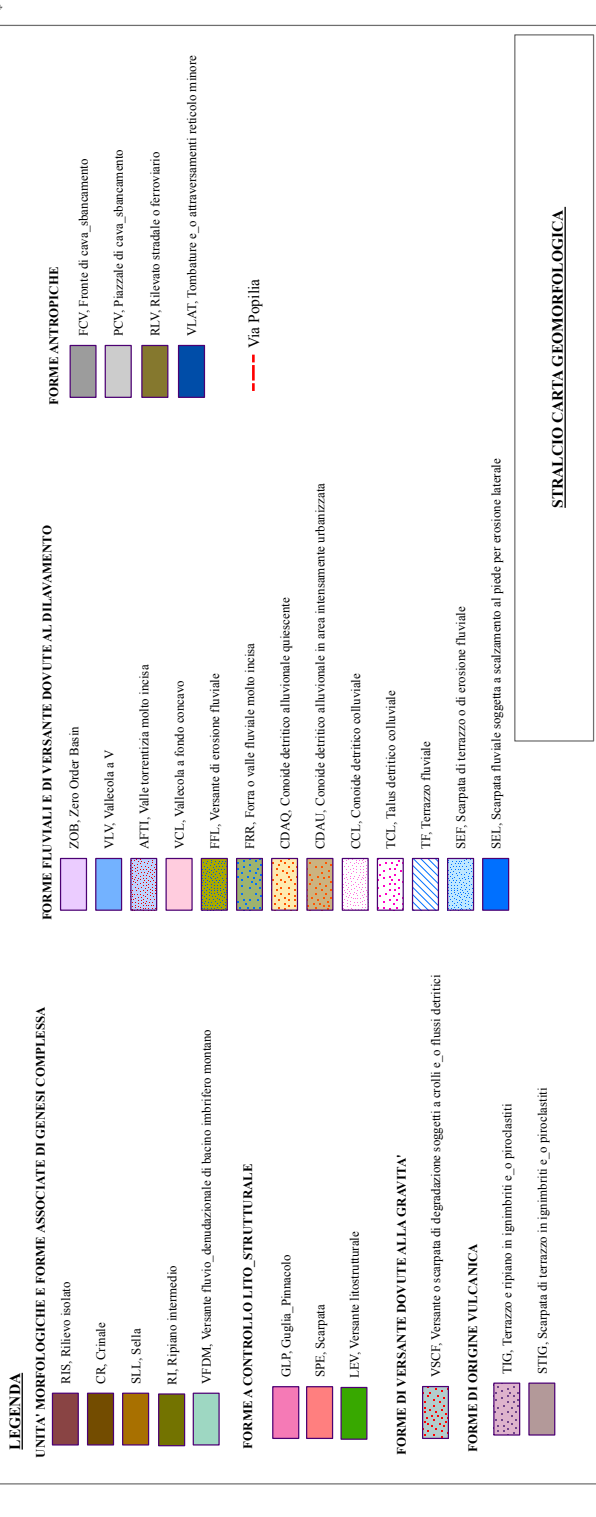 LEGENDA
UNITA' MORFOLOGICHE E FORME ASSOCIATE DI GENESI COMPLESSA
RIS, Rilievo isolato
CR, Crinale
SLL, Sella
RI, Ripiano intermedio
VFDM, Versante fluvio_denudazionale di bacino imbrifero montano
FORME A CONTROLLO LITO_STRUTTURALE
GLP, Guglia_Pinnacolo
SPE, Scarpata
LEV, Versante litostrutturale
FORME DI VERSANTE DOVUTE ALLA GRAVITA'
VSCF, Versante o scarpata di degradazione soggetti a crolli e_o flussi detritici
FORME DI ORIGINE VULCANICA
TIG, Terrazzo e ripiano in ignimbriti e_o piroclastiti
STIG, Scarpata di terrazzo in ignimbriti e_o piroclastiti
FORME FLUVIALI E DI VERSANTE DOVUTE AL DILAVAMENTO
ZOB, Zero Order Basin
VLV, Vallecola a V
AFTI, Valle torrentizia molto incisa
VCL, Vallecola a fondo concavo
FFL, Versante di erosione fluviale
FRR, Forra o valle fluviale molto incisa
CDAQ, Conoide detritico alluvionale quiescente
CDAU, Conoide detritico alluvionale in area intensamente urbanizzata
CCL, Conoide detritico colluviale
TCL, Talus detritico colluviale
TF, Terrazzo fluviale
SEF, Scarpata di terrazzo o di erosione fluviale
SEL, Scarpata fluviale soggetta a scalzamento al piede per erosione laterale
FORME ANTROPICHE
FCV, Fronte di cava_sbancamento
PCV, Piazzale di cava_sbancamento
RLV, Rilevato stradale o ferroviario
VLAT, Tombature e_o attraversamenti reticolo minore
Via Popilia
STRALCIO CARTA GEOMORFOLOGICA